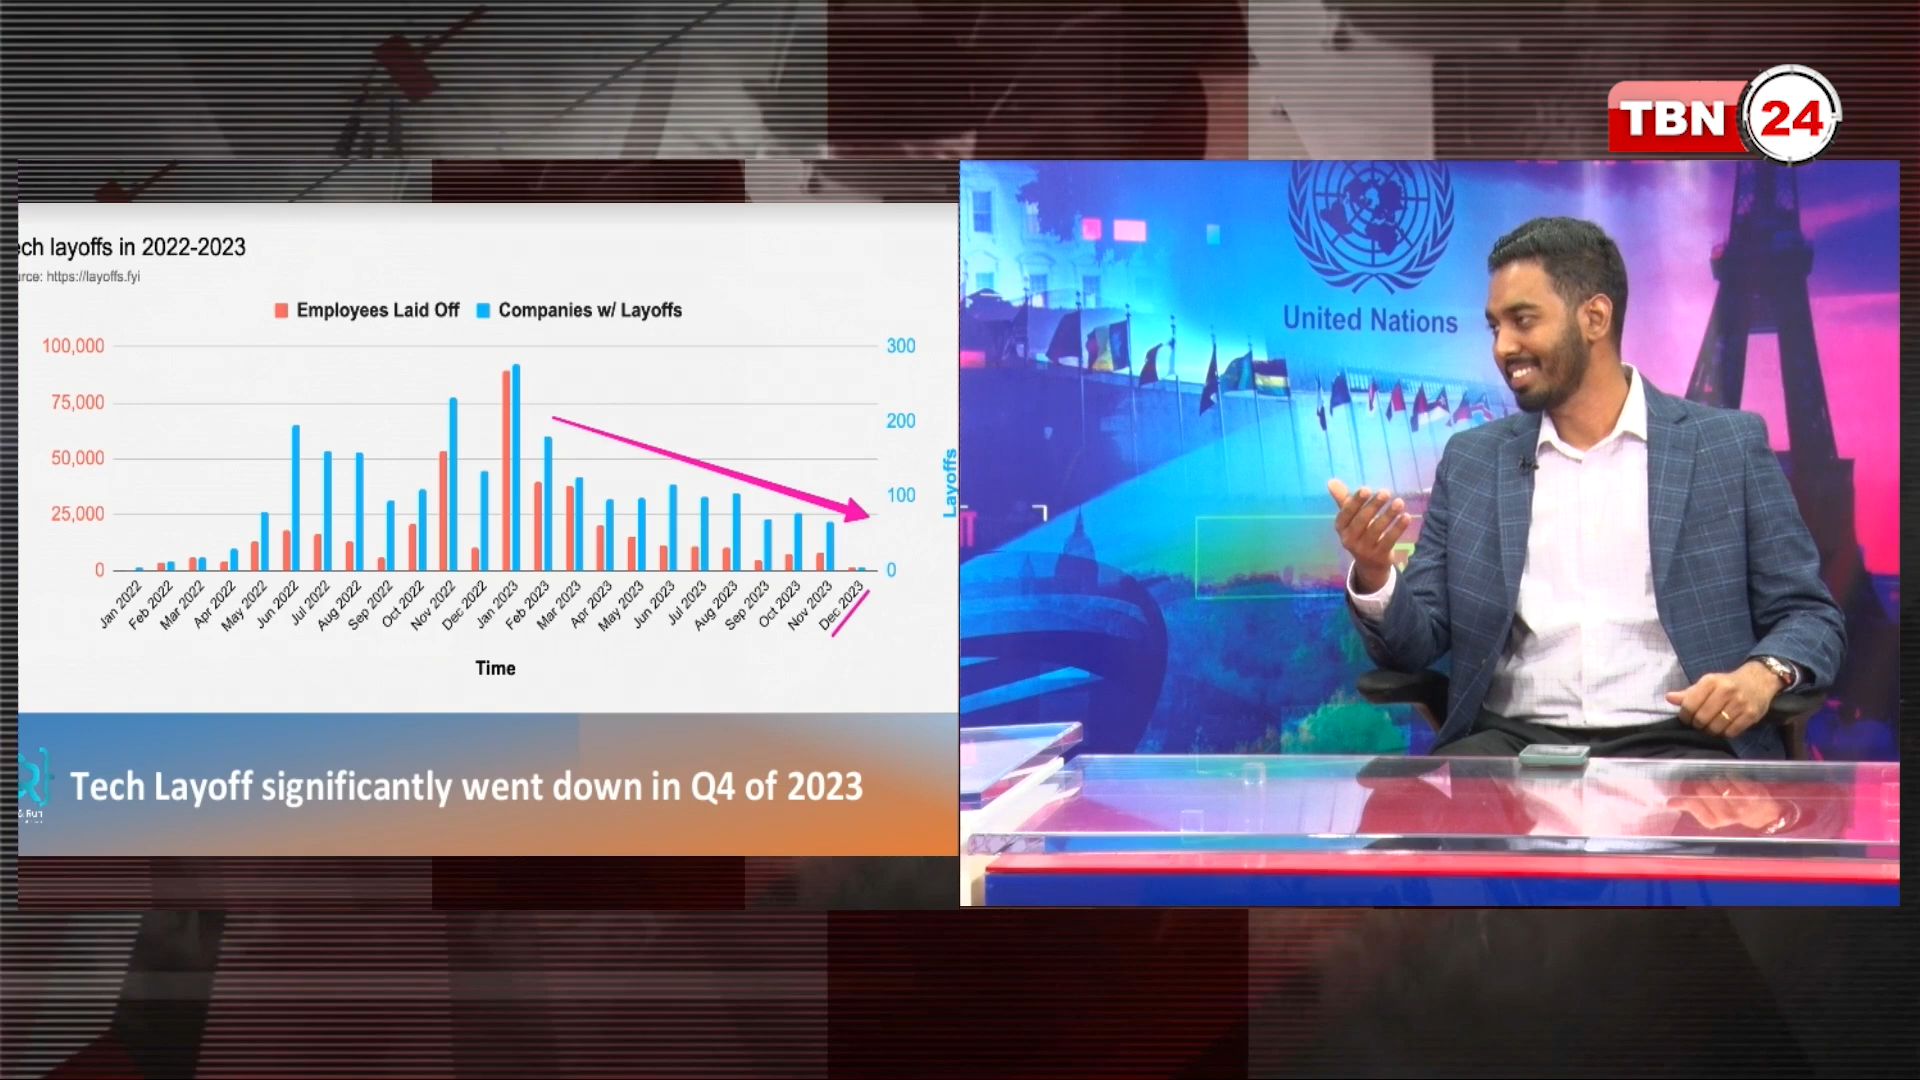 TBN 24
ech layoffs in 2022-2023
urce: https://layoffs.fyi
Employees Laid Off Companies w/ Layoffs
100,000
75,000
50,000
25,000
0
300
200
100
0
Layoffs
Jan 2022
Feb 2022
Mar 2022
Apr 2022
May 2022
Jun 2022
Jul 2022
Aug 2022
Sep 2022
Oct 2022
Nov 2022
Dec 2022
Jan 2023
Feb 2023
Mar 2023
Apr 2023
May 2023
Jun 2023
Jul 2023
Aug 2023
Sep 2023
Oct 2023
Nov 2023
Dec 2023
Time
Tech Layoff significantly went down in Q4 of 2023
United Nations